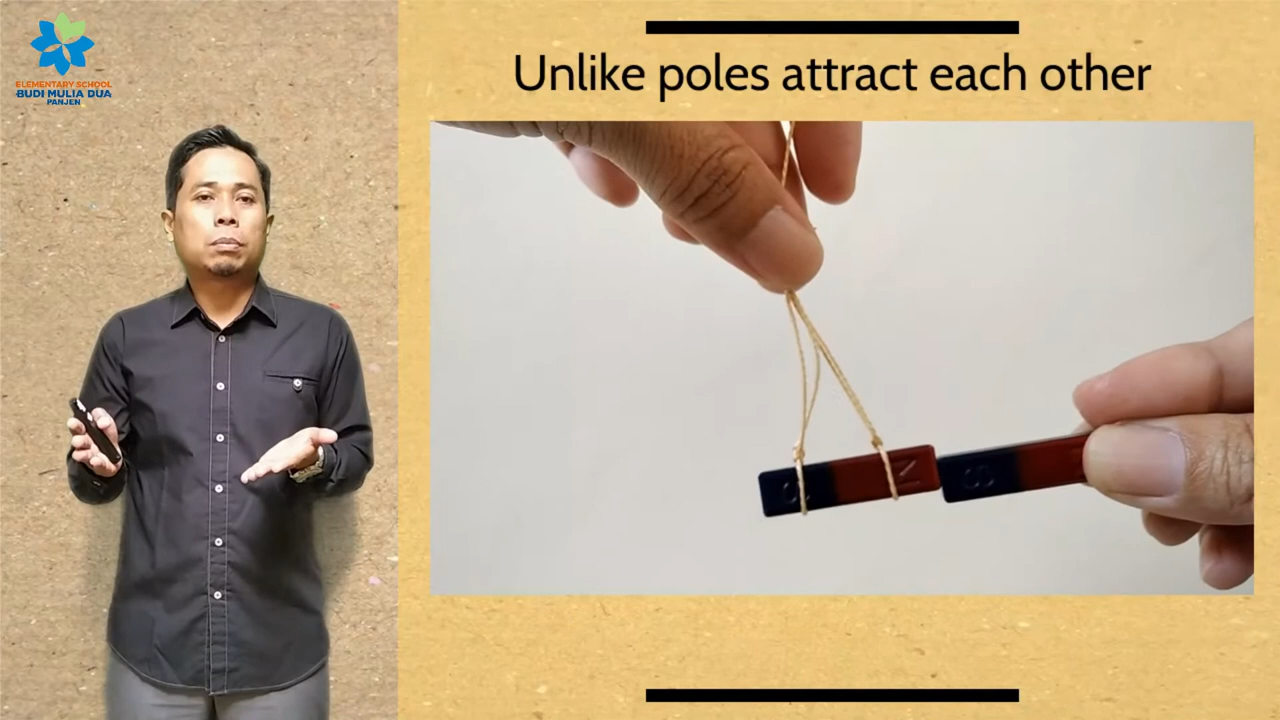 ELEMENTARY SCHOOL
BUDI MULIA DUA
PANJEN
Unlike poles attract each other
S N S